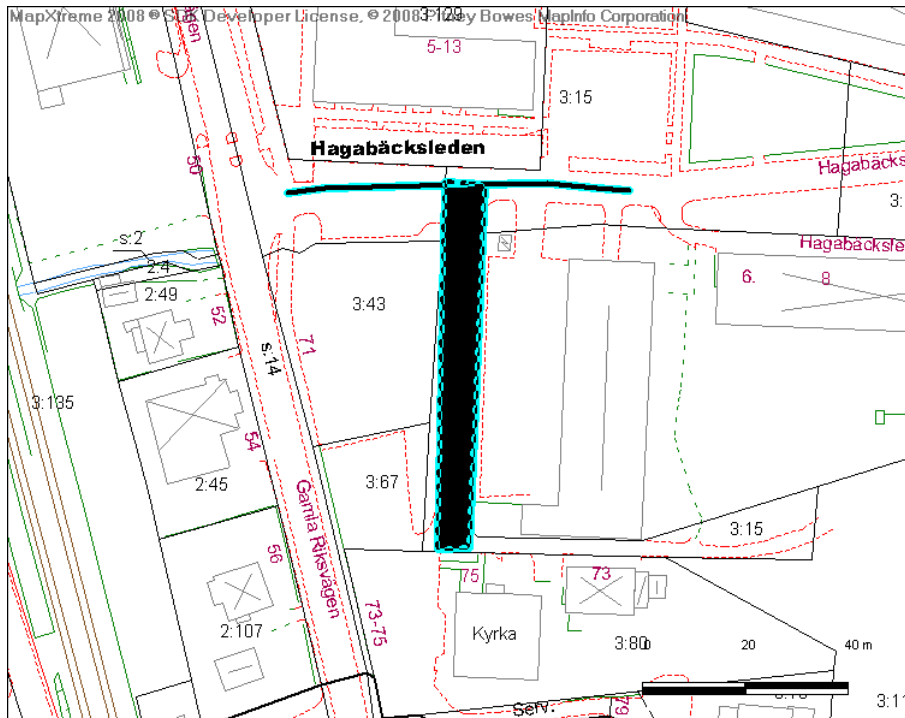 MapXtreme 2008 ® SDK Developer License, © 2008 Pitney Bowes MapInfo Corporation
3:129
5-13
3:15
Hagabäcksleden
50
Hagabäcks
3:
s:2
2:4
2:49
Hagabäcksle
6.
8
3:43
52
71
s:14
3:135
54
2:45
3:67
Gamla Riksvägen
3:15
56
75
73
73-75
2:107
Kyrka
3:80
0
20
40 m
Serv.
79
3:11